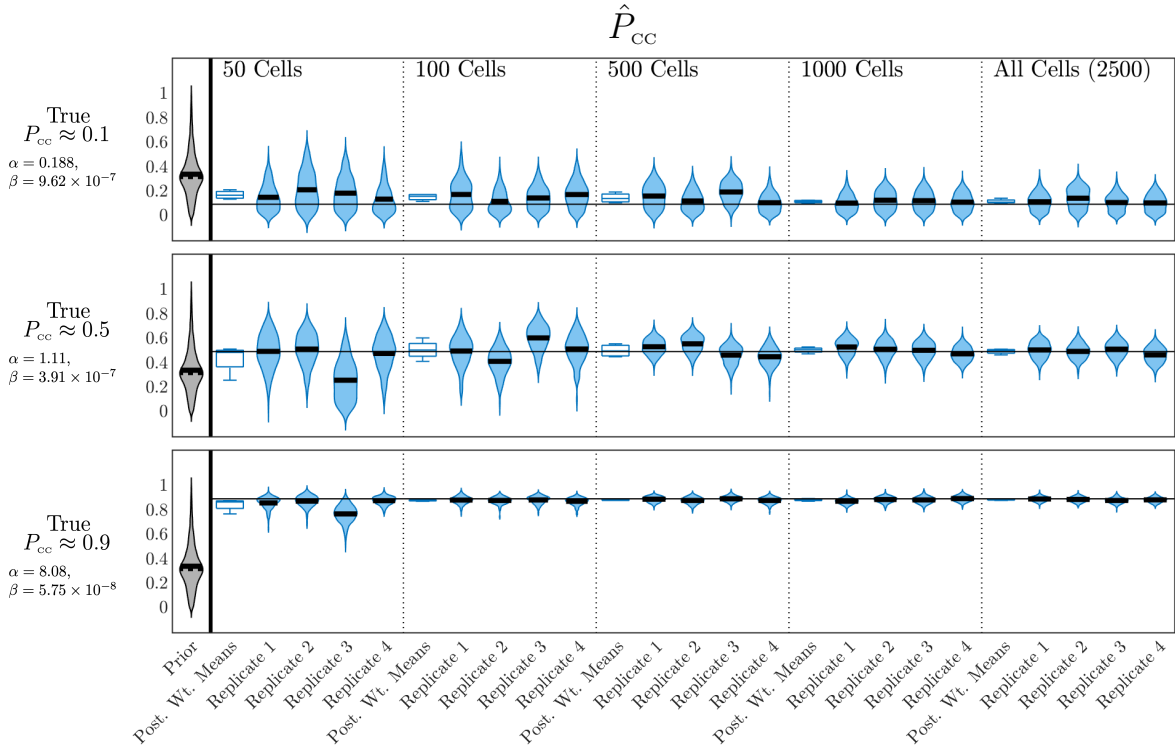 P̂cc
50 Cells
100 Cells
500 Cells
1000 Cells
All Cells (2500)
True
Pcc ≈ 0.1
α = 0.188,
β = 9.62 × 10⁻⁷
1
0.8
0.6
0.4
0.2
0
True
Pcc ≈ 0.5
α = 1.11,
β = 3.91 × 10⁻⁷
1
0.8
0.6
0.4
0.2
0
True
Pcc ≈ 0.9
α = 8.08,
β = 5.75 × 10⁻⁸
1
0.8
0.6
0.4
0.2
0
Prior
Post. Wt. Means
Replicate 1
Replicate 2
Replicate 3
Replicate 4
Post. Wt. Means
Replicate 1
Replicate 2
Replicate 3
Replicate 4
Post. Wt. Means
Replicate 1
Replicate 2
Replicate 3
Replicate 4
Post. Wt. Means
Replicate 1
Replicate 2
Replicate 3
Replicate 4
Post. Wt. Means
Replicate 1
Replicate 2
Replicate 3
Replicate 4